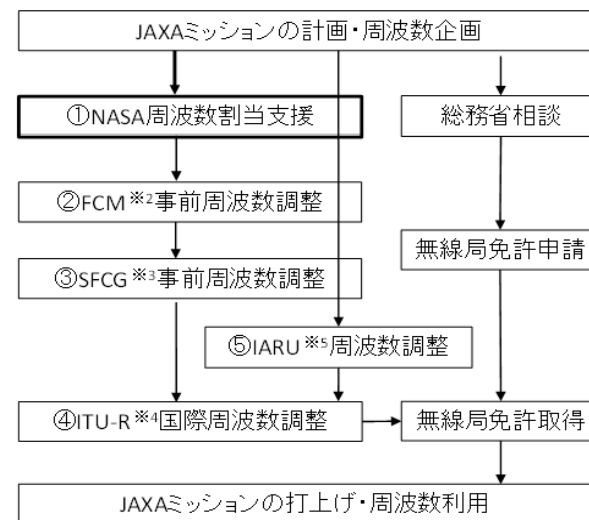 JAXAミッションの計画・周波数企画
①NASA周波数割当支援
総務省相談
②FCM※2事前周波数調整
無線局免許申請
③SFCG※3事前周波数調整
⑤IARU※5周波数調整
④ITU-R※4国際周波数調整
無線局免許取得
JAXAミッションの打上げ・周波数利用